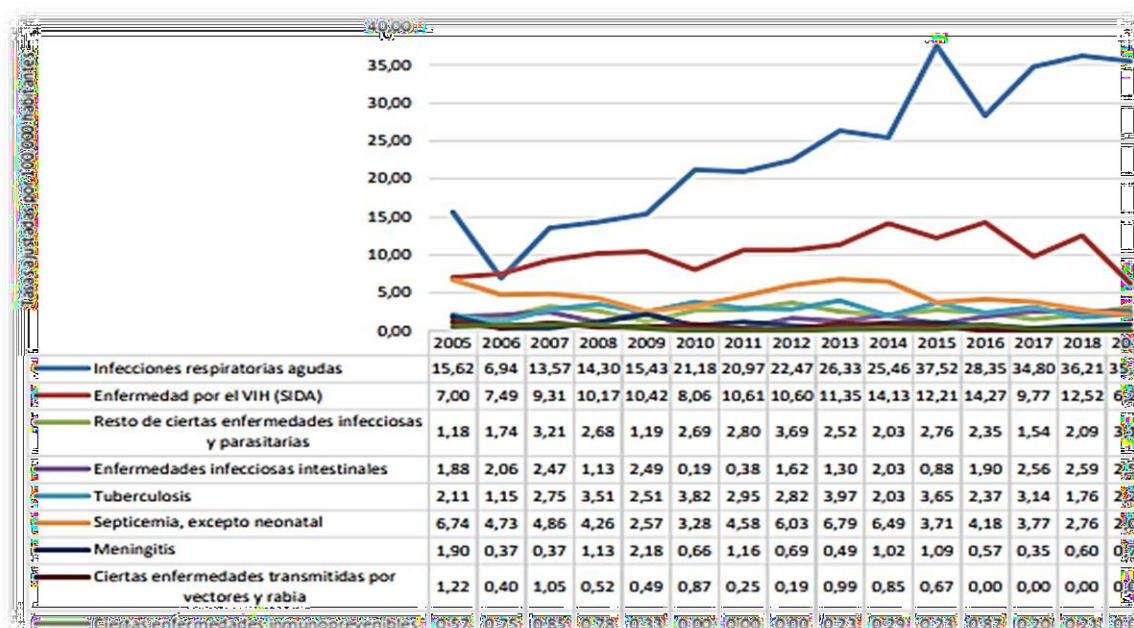 40,00
Tasas ajustadas por 100.000 habitantes
35,00
30,00
25,00
20,00
15,00
10,00
5,00
0,00
2005 2006 2007 2008 2009 2010 2011 2012 2013 2014 2015 2016 2017 2018
Infecciones respiratorias agudas 15,62 6,94 13,57 14,30 15,43 21,18 20,97 22,47 26,33 25,46 37,52 28,35 34,80 36,21
Enfermedad por el VIH (SIDA) 7,00 7,49 9,31 10,17 10,42 8,06 10,61 10,60 11,35 14,13 12,21 14,27 9,77 12,52
Resto de ciertas enfermedades infecciosas
y parasitarias 1,18 1,74 3,21 2,68 1,19 2,69 2,80 3,69 2,52 2,03 2,76 2,35 1,54 2,09
Enfermedades infecciosas intestinales 1,88 2,06 2,47 1,13 2,49 0,19 0,38 1,62 1,30 2,03 0,88 1,90 2,56 2,59
Tuberculosis 2,11 1,15 2,75 3,51 2,51 3,82 2,95 2,82 3,97 2,03 3,65 2,37 3,14 1,76
Septicemia, excepto neonatal 6,74 4,73 4,86 4,26 2,57 3,28 4,58 6,03 6,79 6,49 3,71 4,18 3,77 2,76
Meningitis 1,90 0,37 0,37 1,13 2,18 0,66 1,16 0,69 0,49 1,02 1,09 0,57 0,35 0,60
Ciertas enfermedades transmitidas por
vectores y rabia 1,22 0,40 1,05 0,52 0,49 0,87 0,25 0,19 0,99 0,85 0,67 0,00 0,00 0,00
Ciertas enfermedades inmunoprevenibles